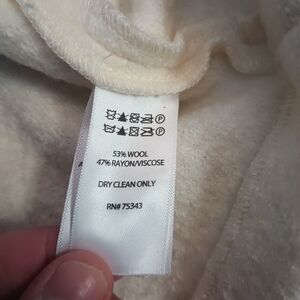 53% WOOL
47% RAYON/VISCOSE
DRY CLEAN ONLY
RN# 75343